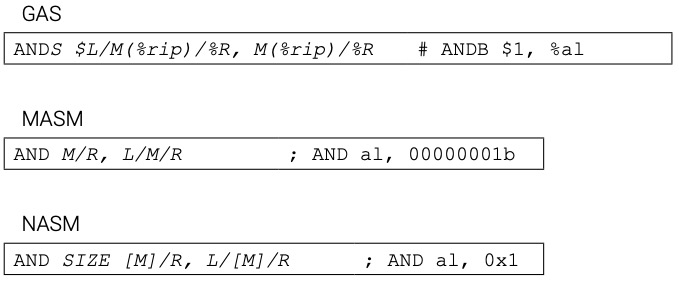 GAS
ANDS $L/M(%rip)/%R, M(%rip)/%R # ANDB $1, %al
MASM
AND M/R, L/M/R ; AND al, 00000001b
NASM
AND SIZE [M]/R, L/[M]/R ; AND al, 0x1